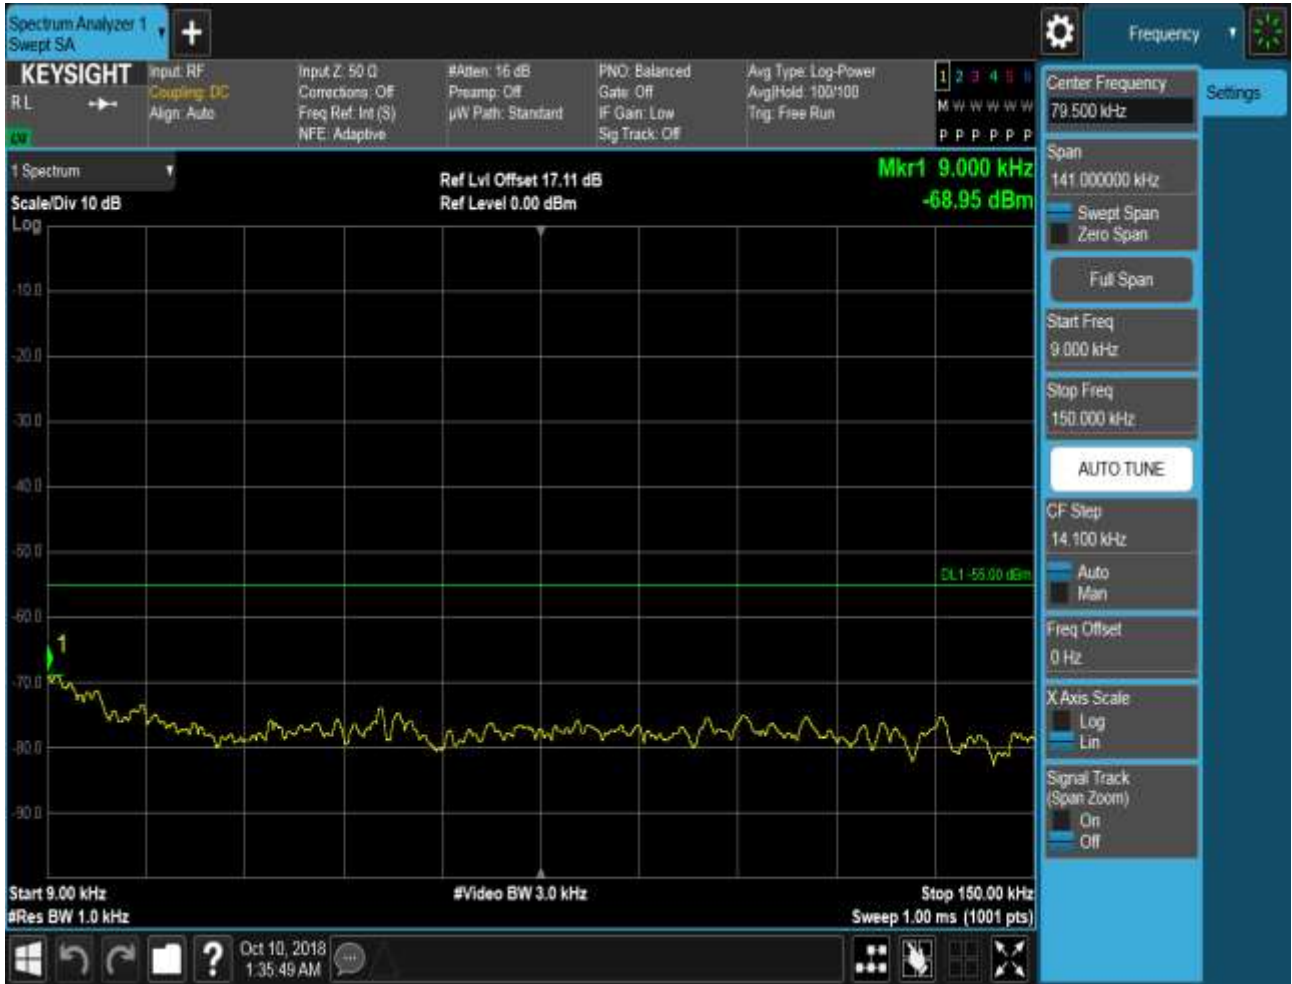 Spectrum Analyzer 1
Swept SA
+
Frequency
KEYSIGHT
RL
Input: RF
Coupling: DC
Align: Auto
Input Z: 50 Ω
Corrections: Off
Freq Ref: Int (S)
NFE: Adaptive
#Atten: 16 dB
Preamp: Off
µW Path: Standard
PNO: Balanced
Gate: Off
IF Gain: Low
Sig Track: Off
Avg Type: Log-Power
Avg|Hold: 100/100
Trig: Free Run
1 2 3 4 5 6
M W W W W W
P P P P P P
1 Spectrum
Scale/Div 10 dB
Log
Ref Lvl Offset 17.11 dB
Ref Level 0.00 dBm
Mkr1 9.000 kHz
-68.95 dBm
-10.0
-20.0
-30.0
-40.0
-50.0
-60.0
-70.0
-80.0
-90.0
1
Start 9.00 kHz
#Res BW 1.0 kHz
#Video BW 3.0 kHz
Stop 150.00 kHz
Sweep 1.00 ms (1001 pts)
?
Oct 10, 2018
1:35:49 AM
Center Frequency
79.500 kHz
Settings
Span
141.000000 kHz
Swept Span
Zero Span
Full Span
Start Freq
9.000 kHz
Stop Freq
150.000 kHz
AUTO TUNE
CF Step
14.100 kHz
Auto
Man
Freq Offset
0 Hz
X Axis Scale
Log
Lin
Signal Track
(Span Zoom)
On
Off